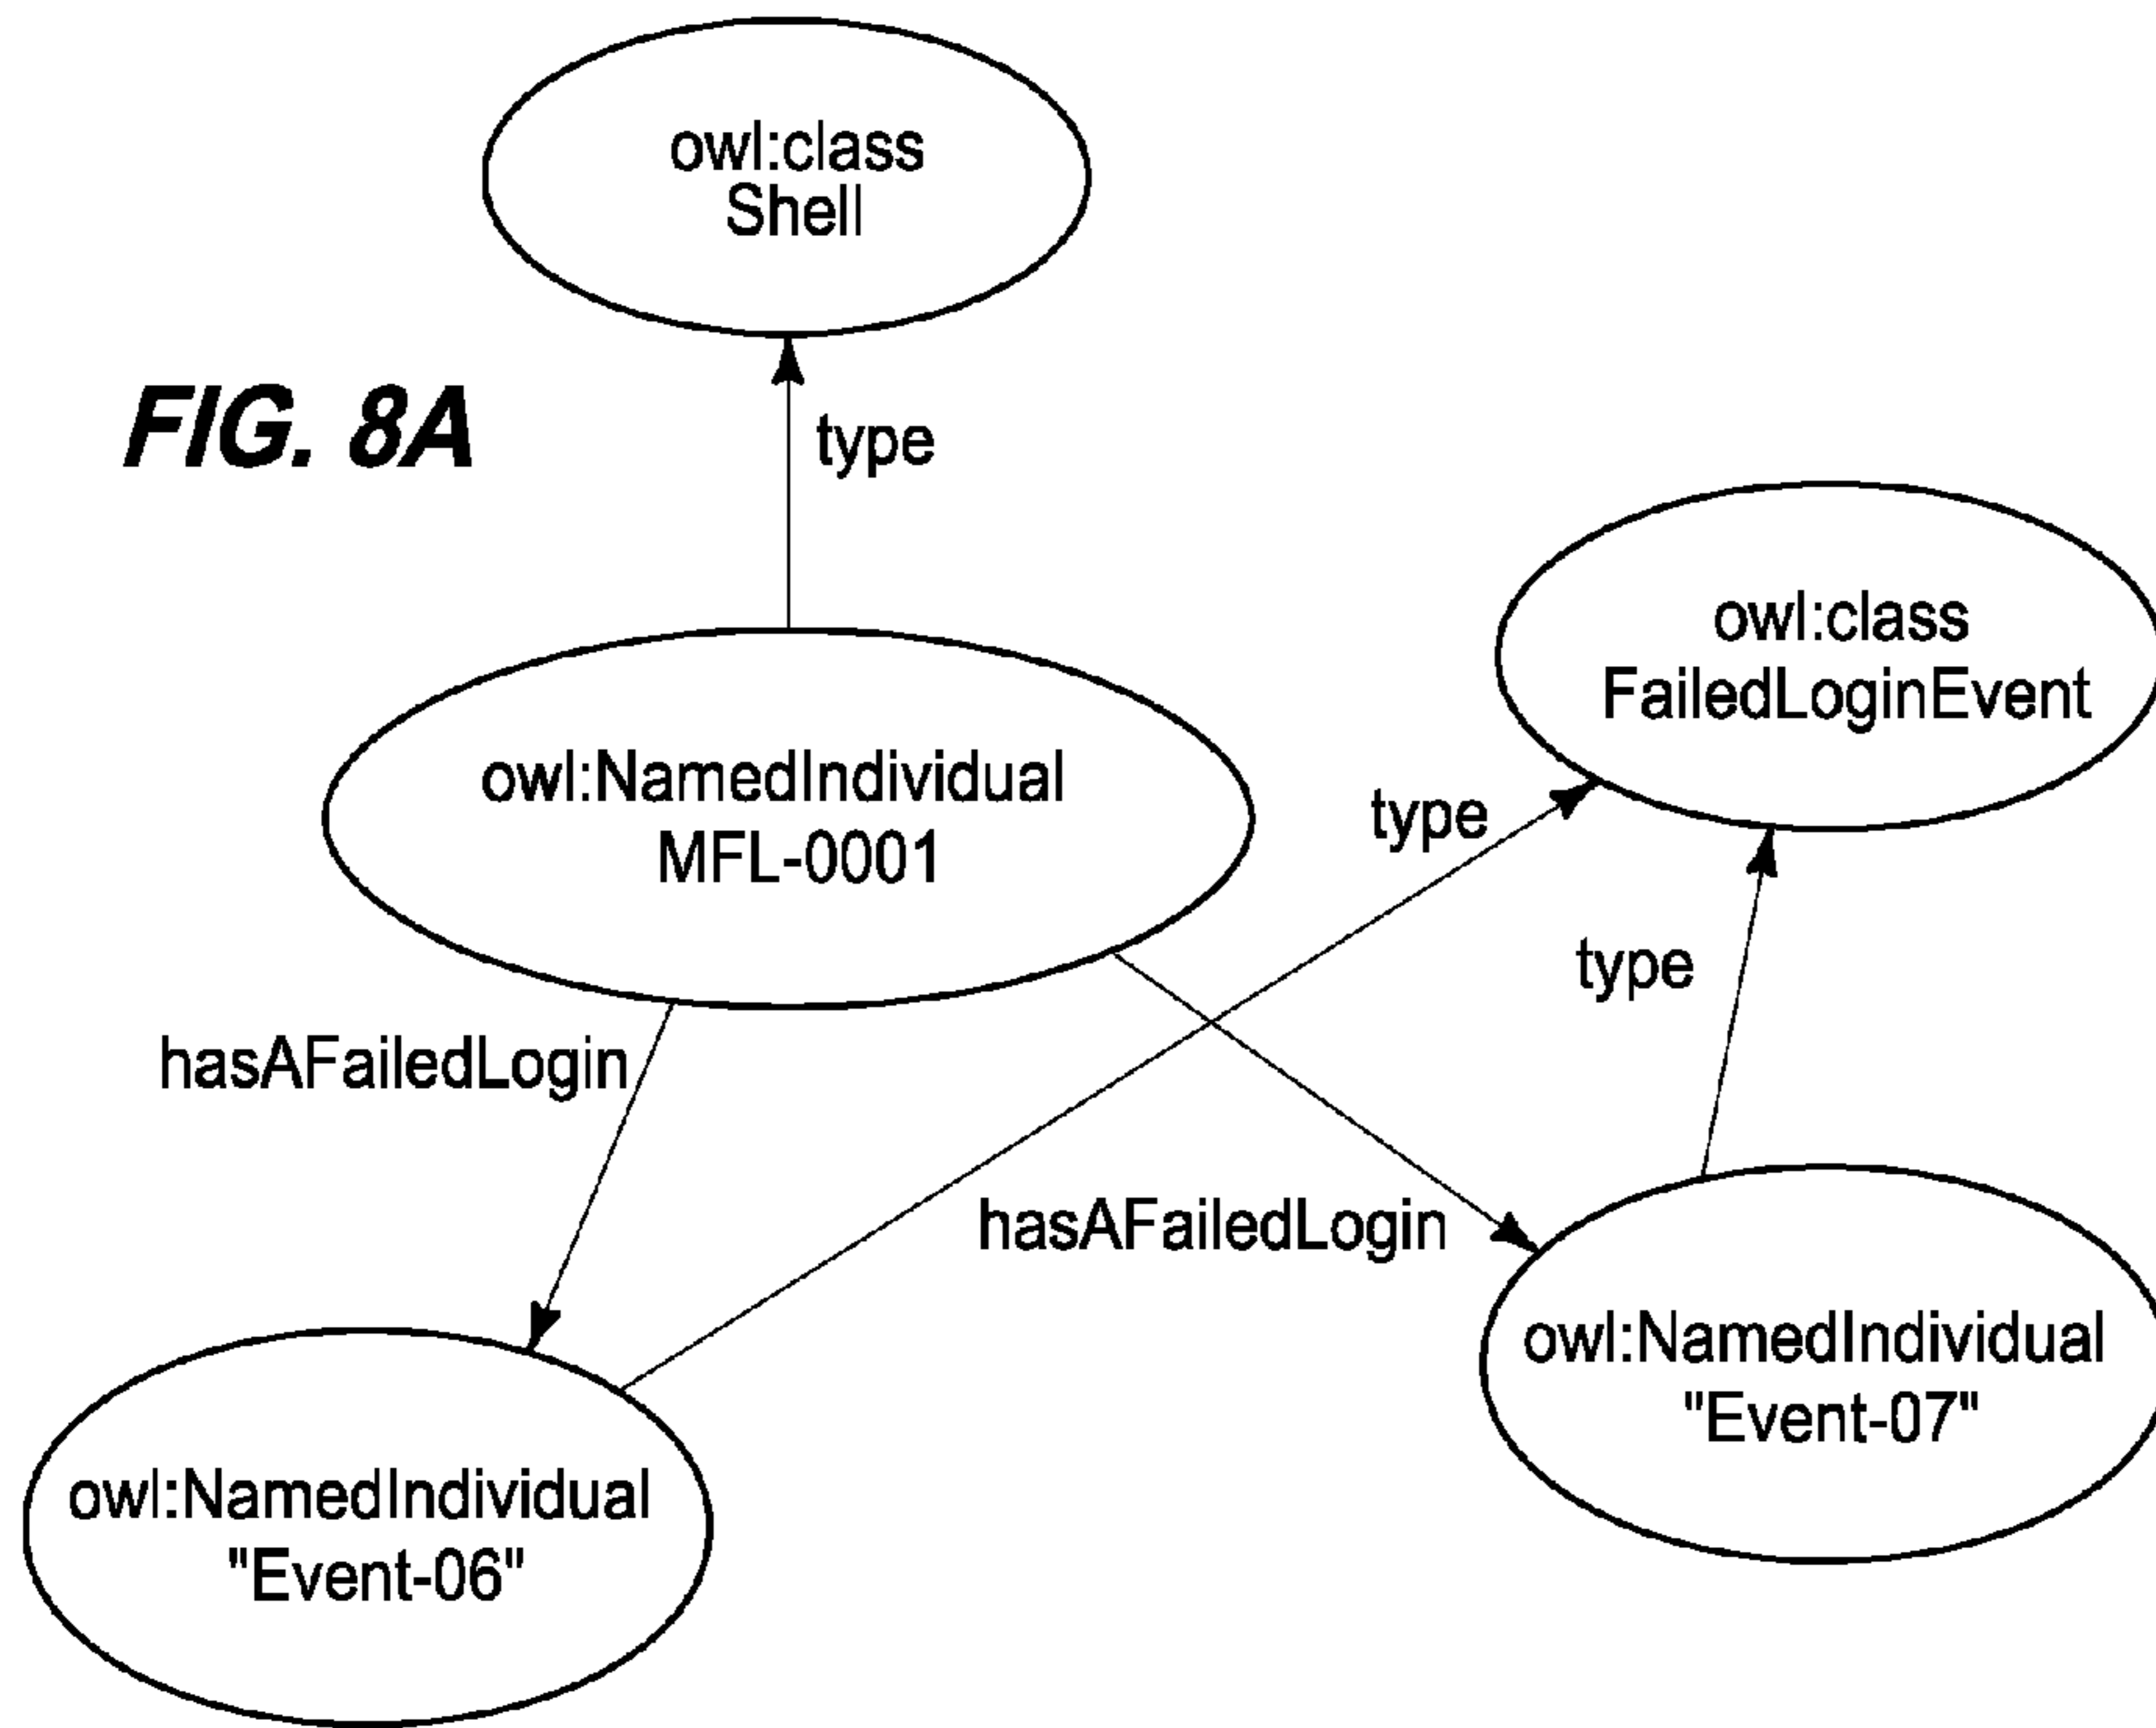 owl:class
Shell
FIG. 8A
type
owl:class
FailedLoginEvent
owl:NamedIndividual
MFL-0001
type
type
hasAFailedLogin
hasAFailedLogin
owl:NamedIndividual
"Event-07"
owl:NamedIndividual
"Event-06"